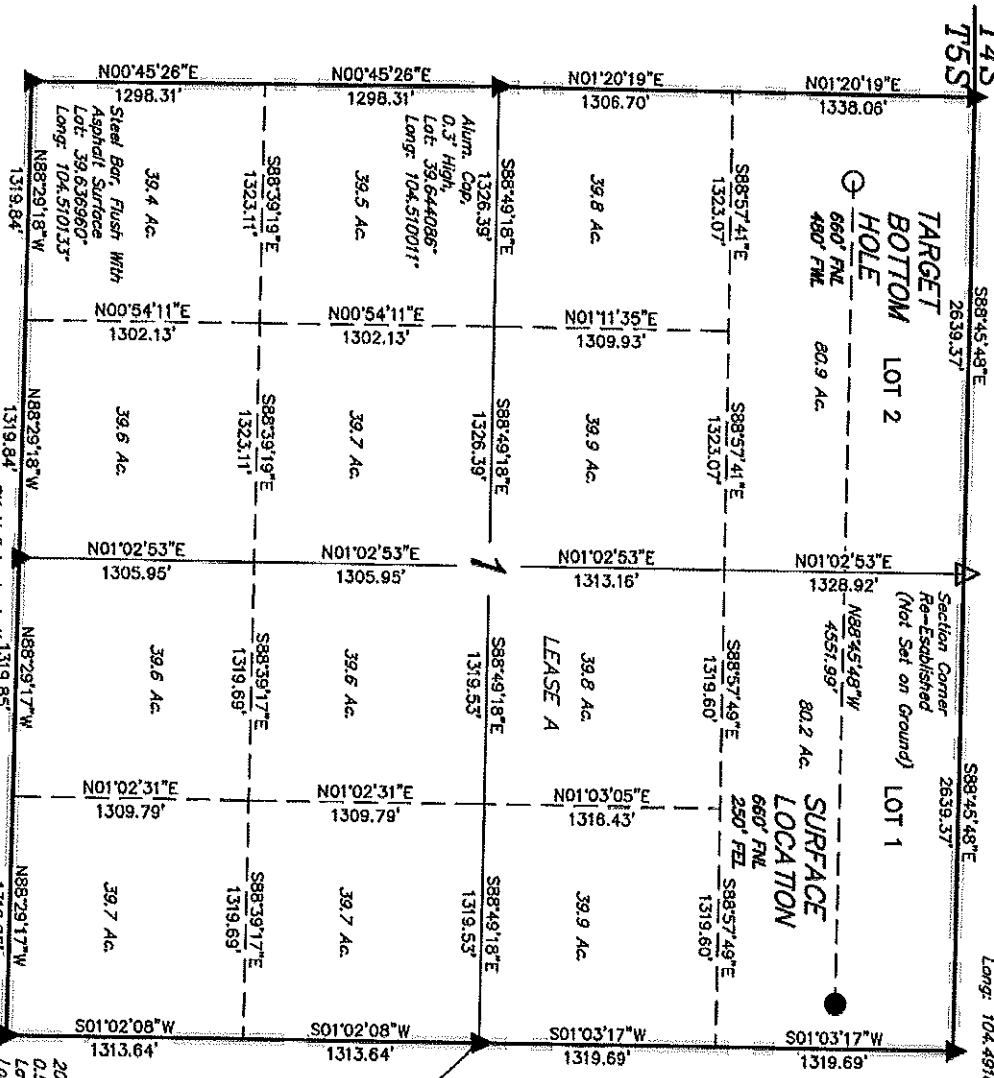 T5S
S88°45'48"E
2639.37'
S88°45'48"E
2639.37'
Long:
N01°20'19"E
1338.06'
TARGET
BOTTOM
HOLE
660' FNL
480' FWL
LOT 2
80.9 Ac.
N01°02'53"E
1328.92'
Section Corner
Re-Esablished
(Not Set on Ground)
LOT 1
N88°45'48"W
4551.99'
80.2 Ac.
SURFACE
LOCATION
660' FNL
250' FEL
S01°03'17"W
1319.69'
S88°57'41"E
1323.07'
S88°57'41"E
1323.07'
S88°57'49"E
1319.60'
S88°57'49"E
1319.60'
N01°20'19"E
1306.70'
39.8 Ac.
N01°11'35"E
1309.93'
39.9 Ac.
N01°02'53"E
1313.16'
39.8 Ac.
LEASE A
N01°03'05"E
1316.43'
39.9 Ac.
S01°03'17"W
1319.69'
S88°49'18"E
1326.39'
S88°49'18"E
1326.39'
1
S88°49'18"E
1319.53'
S88°49'18"E
1319.53'
Alum. Cap,
0.3' High,
Lat: 39.644086°
Long: 104.510011°
N00°45'26"E
1298.31'
39.5 Ac.
N00°54'11"E
1302.13'
39.7 Ac.
N01°02'53"E
1305.95'
39.6 Ac.
N01°02'31"E
1309.79'
39.7 Ac.
S01°02'08"W
1313.64'
S88°39'19"E
1323.11'
S88°39'19"E
1323.11'
S88°39'17"E
1319.69'
S88°39'17"E
1319.69'
N00°45'26"E
1298.31'
39.4 Ac.
N00°54'11"E
1302.13'
39.6 Ac.
N01°02'53"E
1305.95'
39.6 Ac.
N01°02'31"E
1309.79'
39.7 Ac.
S01°02'08"W
1313.64'
Steel Bar, Flush With
Asphalt Surface
Lat: 39.636960°
Long: 104.510133°
N88°29'18"W
1319.84'
N88°29'18"W
1319.84'
N88°29'17"W
1319.85'
N88°29'17"W